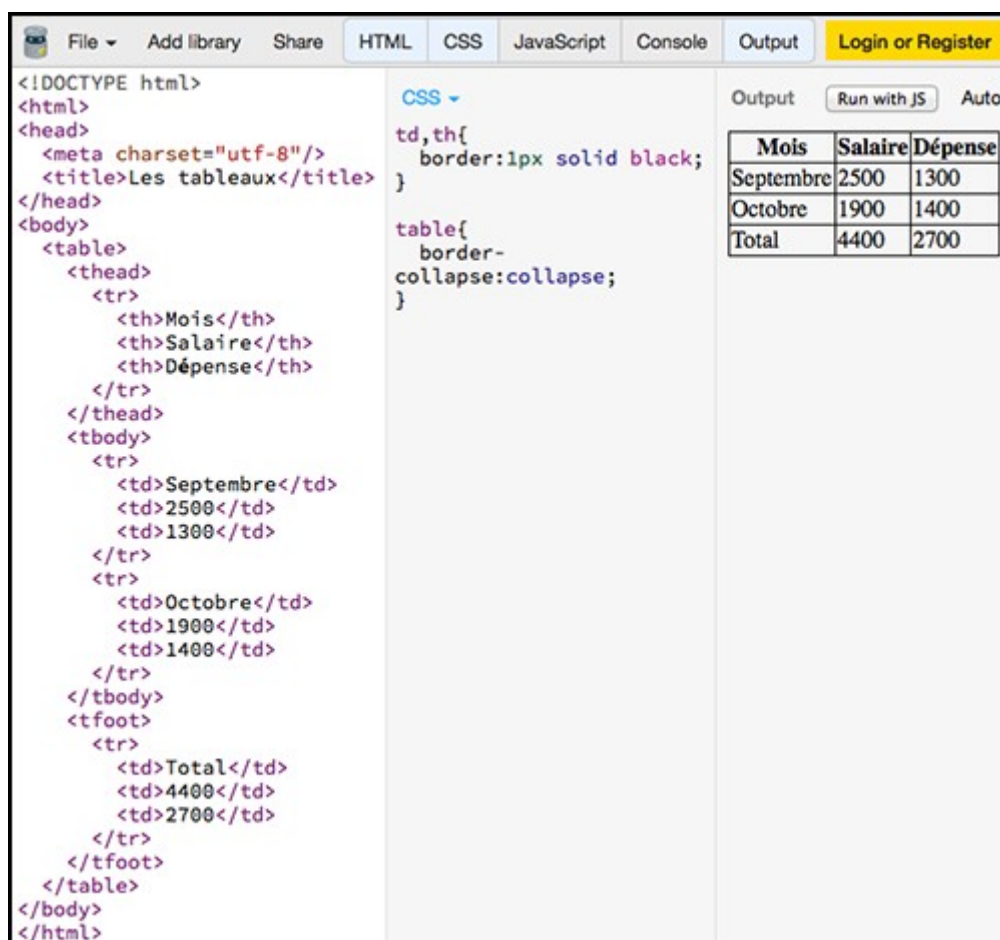 File Add library Share HTML CSS JavaScript Console Output Login or Register
<!DOCTYPE html>
<html>
<head>
<meta charset="utf-8"/>
<title>Les tableaux</title>
</head>
<body>
<table>
<thead>
<tr>
<th>Mois</th>
<th>Salaire</th>
<th>Dépense</th>
</tr>
</thead>
<tbody>
<tr>
<td>Septembre</td>
<td>2500</td>
<td>1300</td>
</tr>
<tr>
<td>Octobre</td>
<td>1900</td>
<td>1400</td>
</tr>
</tbody>
<tfoot>
<tr>
<td>Total</td>
<td>4400</td>
<td>2700</td>
</tr>
</tfoot>
</table>
</body>
</html>
CSS
td,th{
border:1px solid black;
}
table{
border-
collapse:collapse;
}
Output Run with JS Auto
Mois Salaire Dépense
Septembre 2500 1300
Octobre 1900 1400
Total 4400 2700